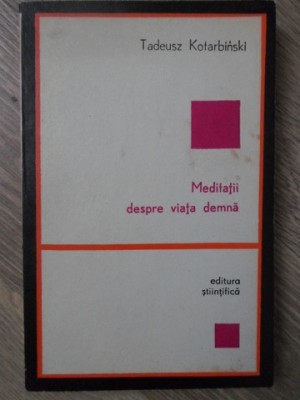 Tadeusz Kotarbiński
Meditaţii
despre viaţa demnă
editura
ştiinţifică